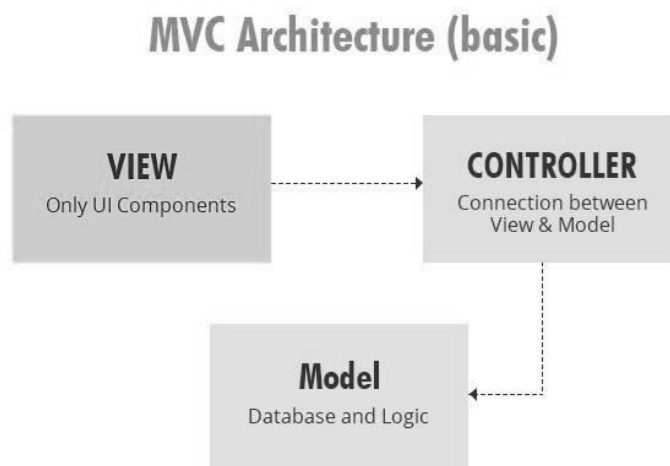 MVC Architecture (basic)
VIEW
Only UI Components
CONTROLLER
Connection between
View & Model
Model
Database and Logic